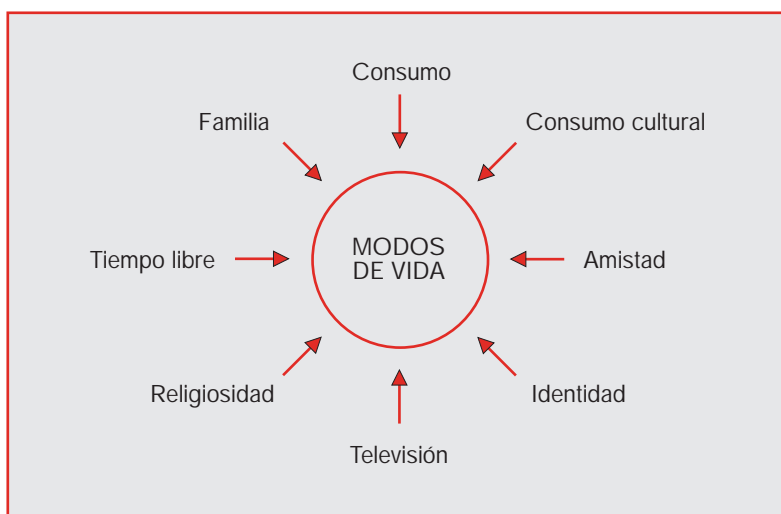 Consumo
Familia
Consumo cultural
Tiempo libre
MODOS
DE VIDA
Amistad
Religiosidad
Identidad
Televisión